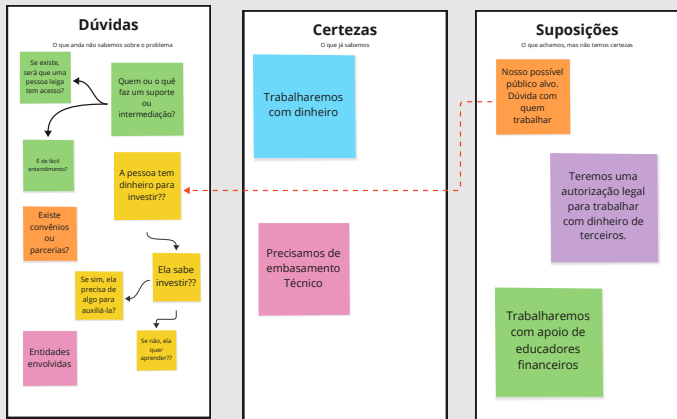 Dúvidas
O que anda não sabemos sobre o problema
Se existe,
será que uma
pessoa leiga
tem acesso?
Quem ou o quê
faz um suporte
ou
intermediação?
É de fácil
entendimento?
A pessoa tem
dinheiro para
investir??
Existe
convênios
ou
parcerias?
Ela sabe
investir??
Se sim, ela
precisa de
algo para
auxiliá-la?
Se não, ela
quer
aprender??
Entidades
envolvidas
Certezas
O que já sabemos
Trabalharemos
com dinheiro
Precisamos de
embasamento
Técnico
Suposições
O que achamos, mas não temos certezas
Nosso possível
público alvo.
Dúvida com
quem
trabalhar
Teremos uma
autorização legal
para trabalhar
com dinheiro de
terceiros.
Trabalharemos
com apoio de
educadores
financeiros